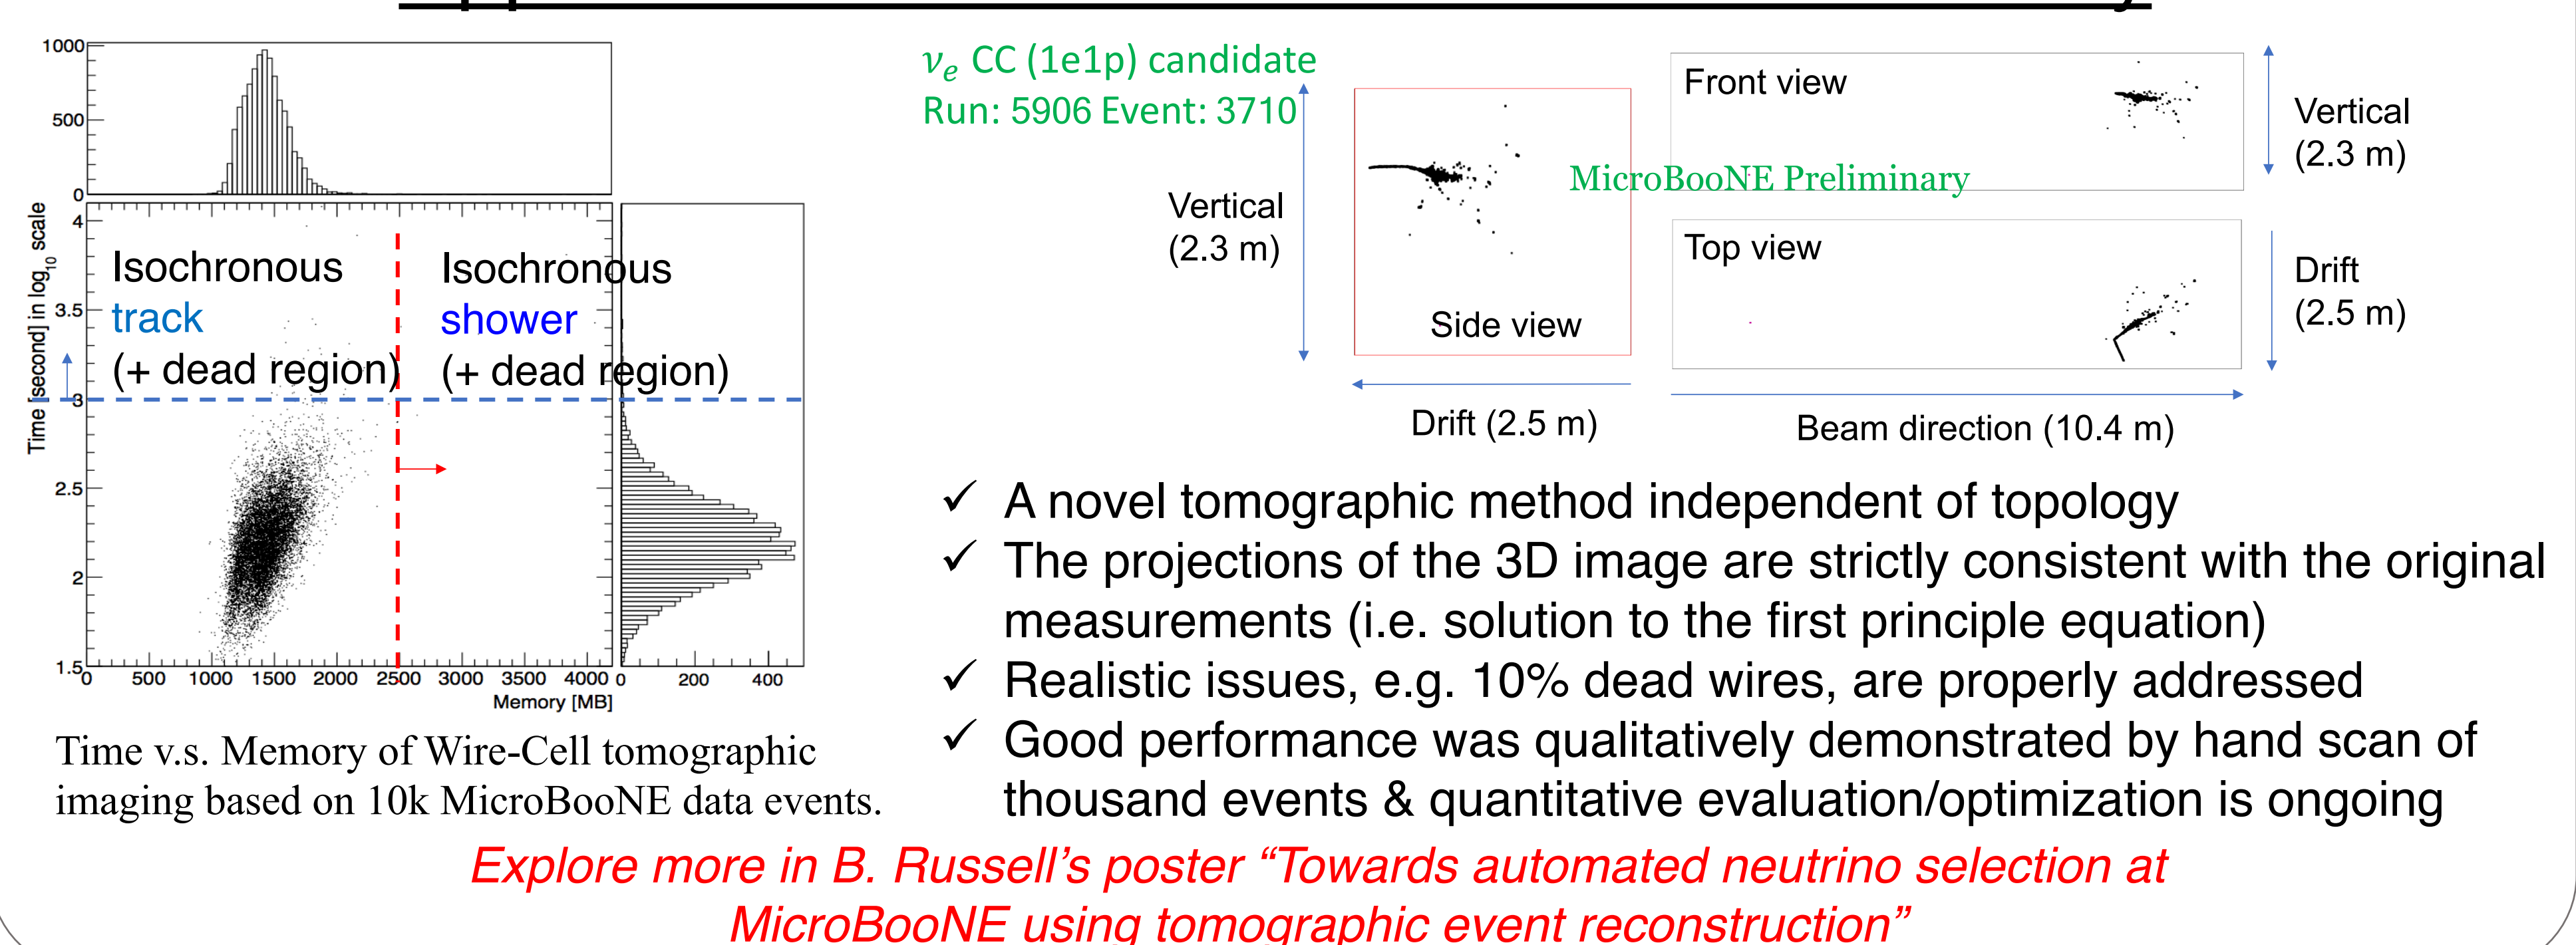 1000
500
0
Time [second] in log10 scale
4
3.5
3
2.5
2
1.5
Isochronous
track
(+ dead region)
Isochronous
shower
(+ dead region)
0 500 1000 1500 2000 2500 3000 3500 4000
Memory [MB]
0 200 400
Time v.s. Memory of Wire-Cell tomographic
imaging based on 10k MicroBooNE data events.
νe CC (1e1p) candidate
Run: 5906 Event: 3710
Vertical
(2.3 m)
Side view
Drift (2.5 m)
MicroBooNE Preliminary
Front view
Vertical
(2.3 m)
Top view
Drift
(2.5 m)
Beam direction (10.4 m)
✓ A novel tomographic method independent of topology
✓ The projections of the 3D image are strictly consistent with the original
measurements (i.e. solution to the first principle equation)
✓ Realistic issues, e.g. 10% dead wires, are properly addressed
✓ Good performance was qualitatively demonstrated by hand scan of
thousand events & quantitative evaluation/optimization is ongoing
Explore more in B. Russell’s poster “Towards automated neutrino selection at
MicroBooNE using tomographic event reconstruction”